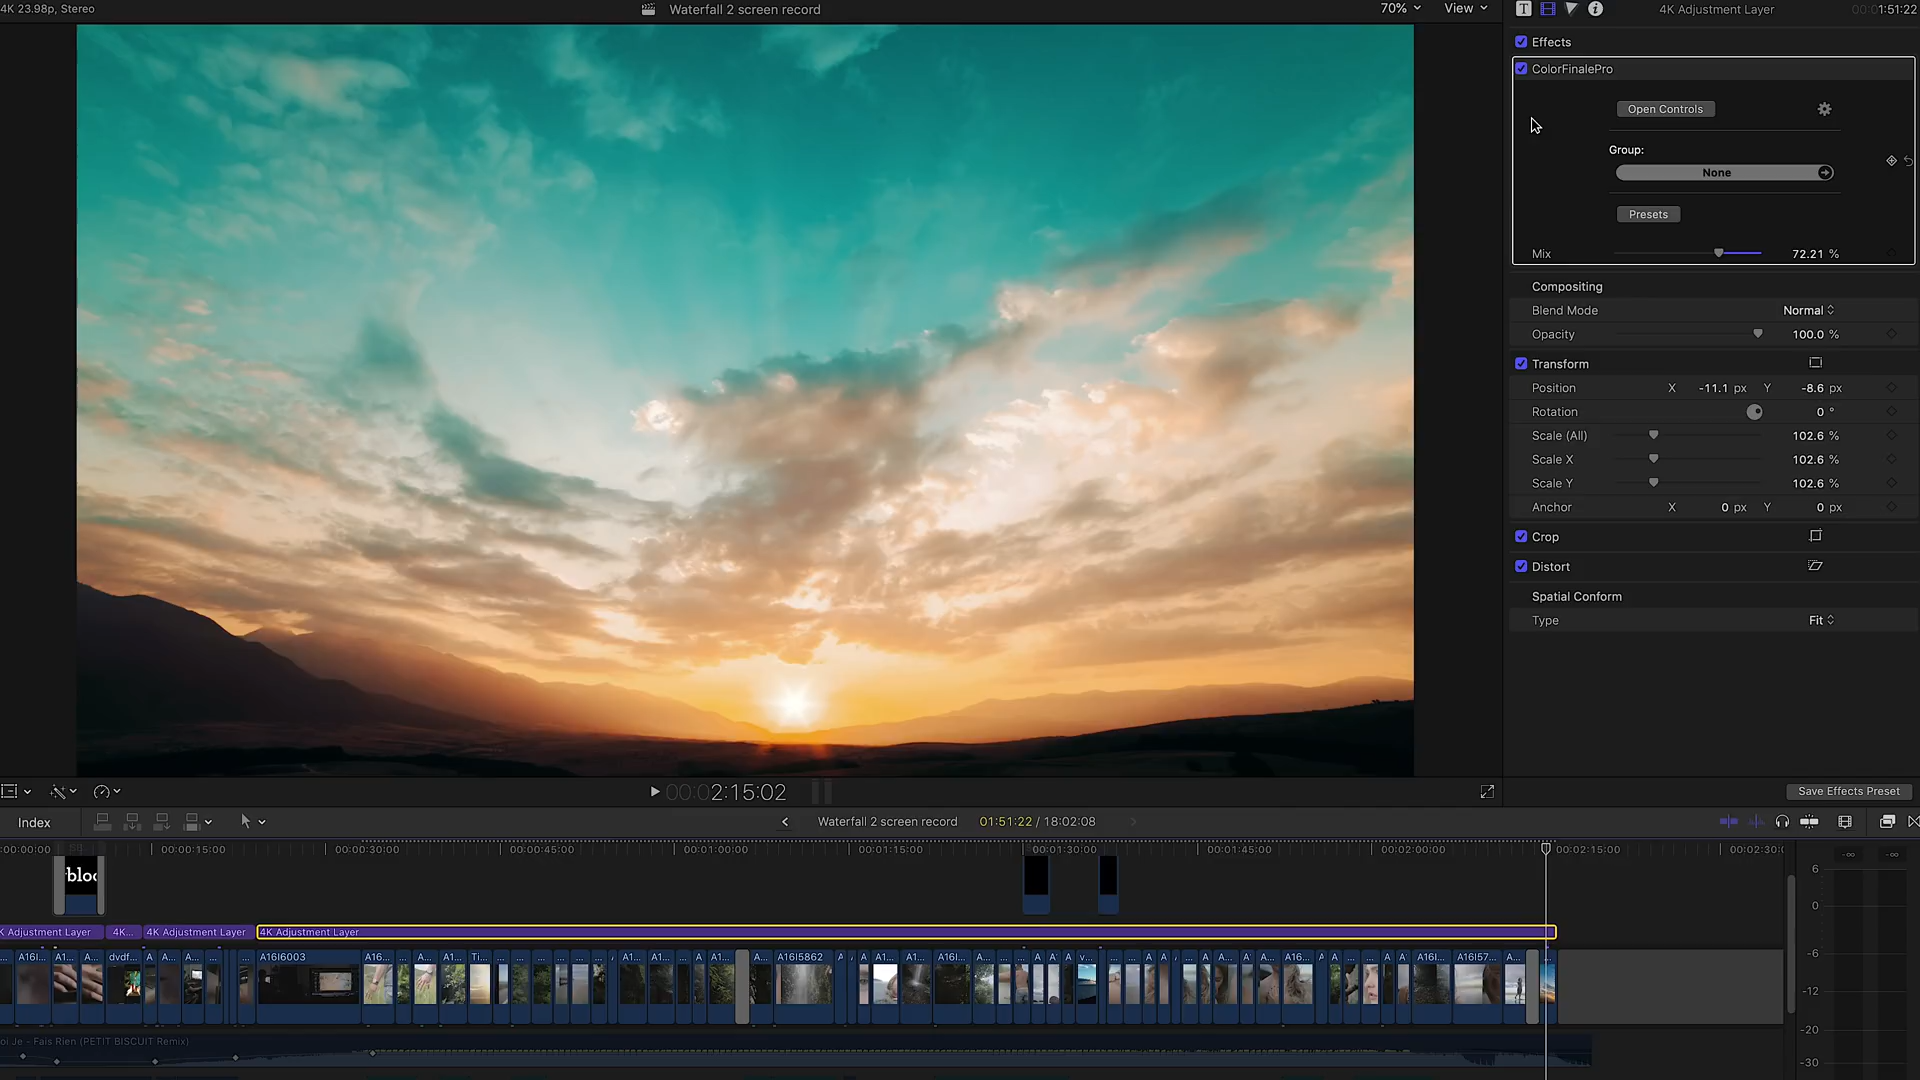 4K 23.98p, Stereo
Waterfall 2 screen record
70%
View
4K Adjustment Layer
00:01:51:22
Effects
ColorFinalePro
Open Controls
Group:
None
Presets
Mix
72.21 %
Compositing
Blend Mode
Normal
Opacity
100.0 %
Transform
Position
X
-11.1 px
Y
-8.6 px
Rotation
0 °
Scale (All)
102.6 %
Scale X
102.6 %
Scale Y
102.6 %
Anchor
X
0 px
Y
0 px
Crop
Distort
Spatial Conform
Type
Fit
00:02:15:02
Save Effects Preset
Index
Waterfall 2 screen record
01:51:22 / 18:02:08
:00:00:00
00:00:15:00
00:00:30:00
00:00:45:00
00:01:00:00
00:01:15:00
00:01:30:00
00:01:45:00
00:02:00:00
00:02:15:00
00:02:30:0
-∞
-∞
6
0
-6
-12
-20
-30
K Adjustment Layer
4K...
4K Adjustment Layer
4K Adjustment Layer
A16I...
A1...
A...
dvdf...
A
A...
A...
...
A16I6003
A16...
...
A...
A1...
Ti...
A1...
A1...
A...
A
A1...
A...
A16I5862
A
A...
A1...
A16I...
A...
A16...
A16I...
A16I57...
A...
oi Je - Fais Rien (PETIT BISCUIT Remix)